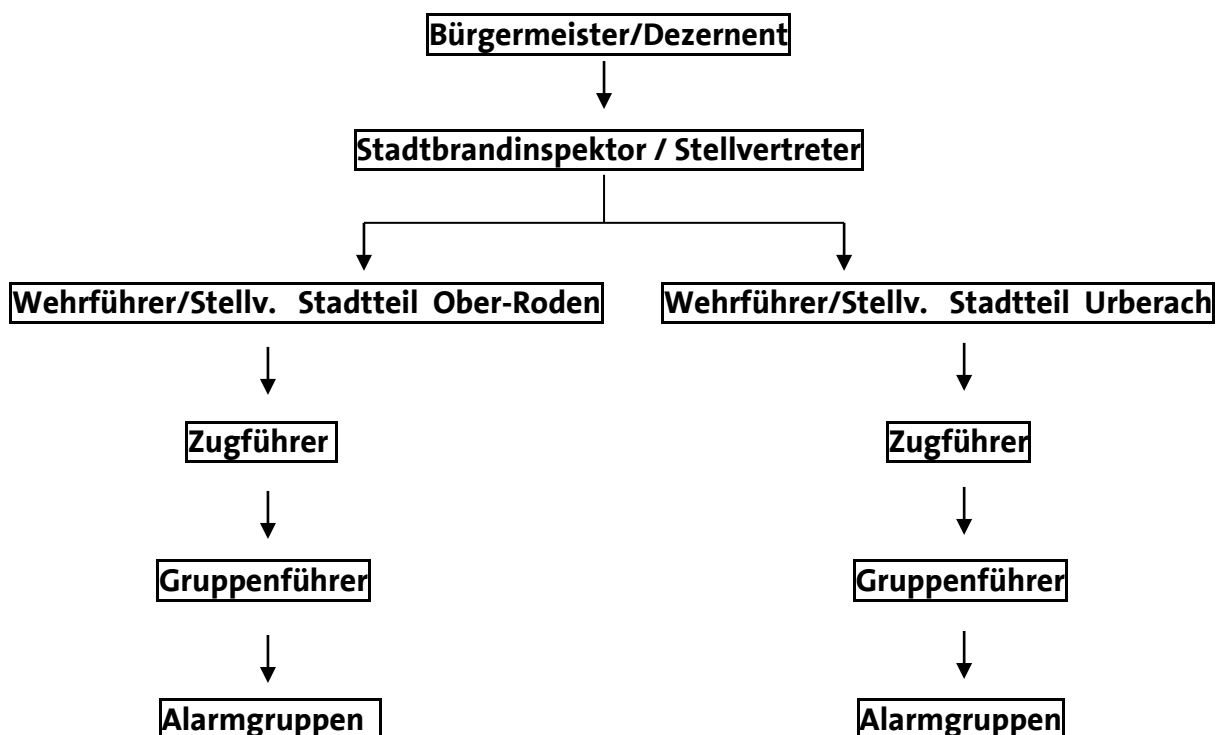 Bürgermeister/Dezernent
Stadtbrandinspektor / Stellvertreter
Wehrführer/Stellv. Stadtteil Ober-Roden
Wehrführer/Stellv. Stadtteil Urberach
Zugführer
Zugführer
Gruppenführer
Gruppenführer
Alarmgruppen
Alarmgruppen